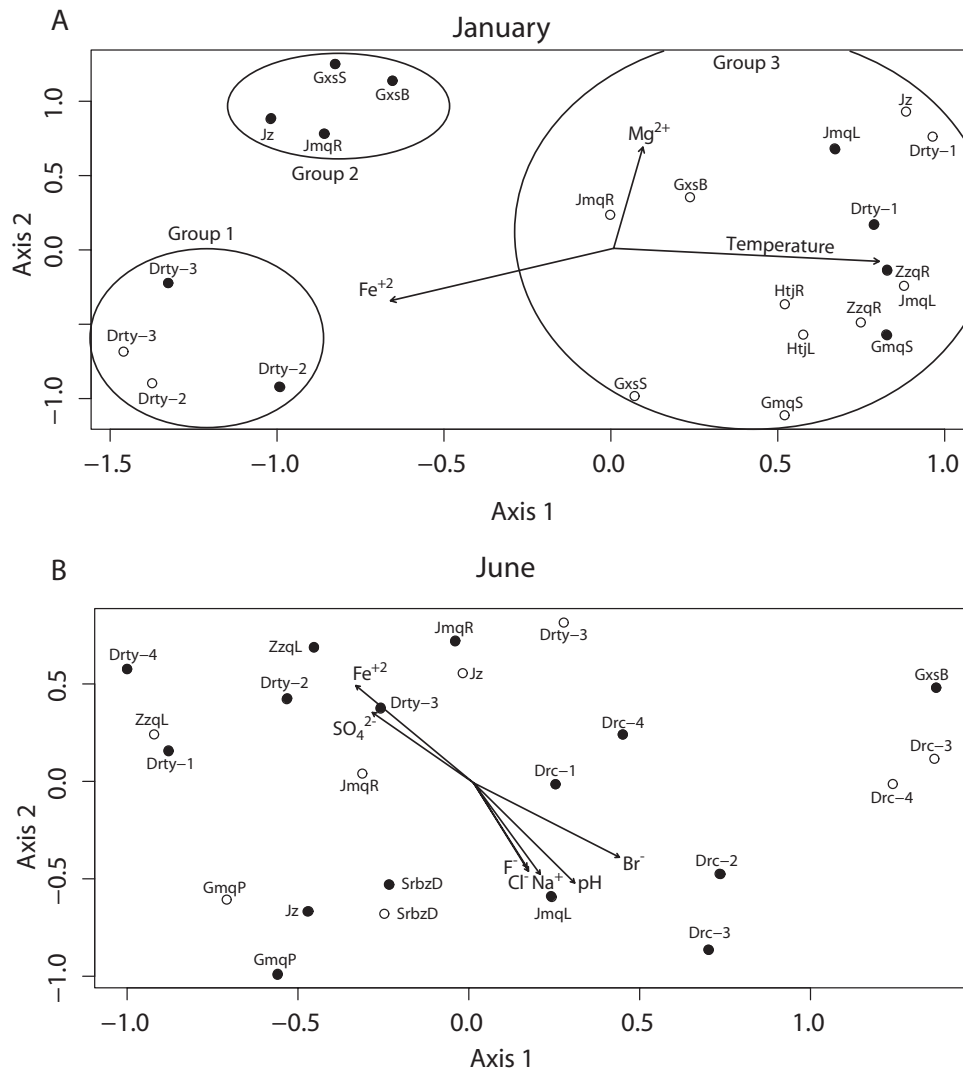 A
January
Group 3
GxsS
GxsB
Jz
Jz
JmqR
JmqL
Drty−1
Mg2+
Group 2
GxsB
JmqR
Drty−1
Group 1
Temperature
Drty−3
ZzqR
Fe+2
JmqL
HtjR
ZzqR
Drty−3
HtjL
GmqS
Drty−2
Drty−2
GxsS
GmqS
Axis 2
1.0
0.5
0.0
−1.0
−1.5
−1.0
−0.5
0.0
0.5
1.0
Axis 1
B
June
JmqR
Drty−3
ZzqL
Drty−4
Fe+2
Jz
GxsB
Drty−2
Drty−3
ZzqL
SO42-
Drc−4
Drc−3
Drty−1
JmqR
Drc−1
Drc−4
F-
Br-
Drc−2
GmqP
SrbzD
Cl-
Na+
pH
Jz
SrbzD
JmqL
Drc−3
GmqP
Axis 2
0.5
0.0
−0.5
−1.0
−1.0
−0.5
0.0
0.5
1.0
Axis 1